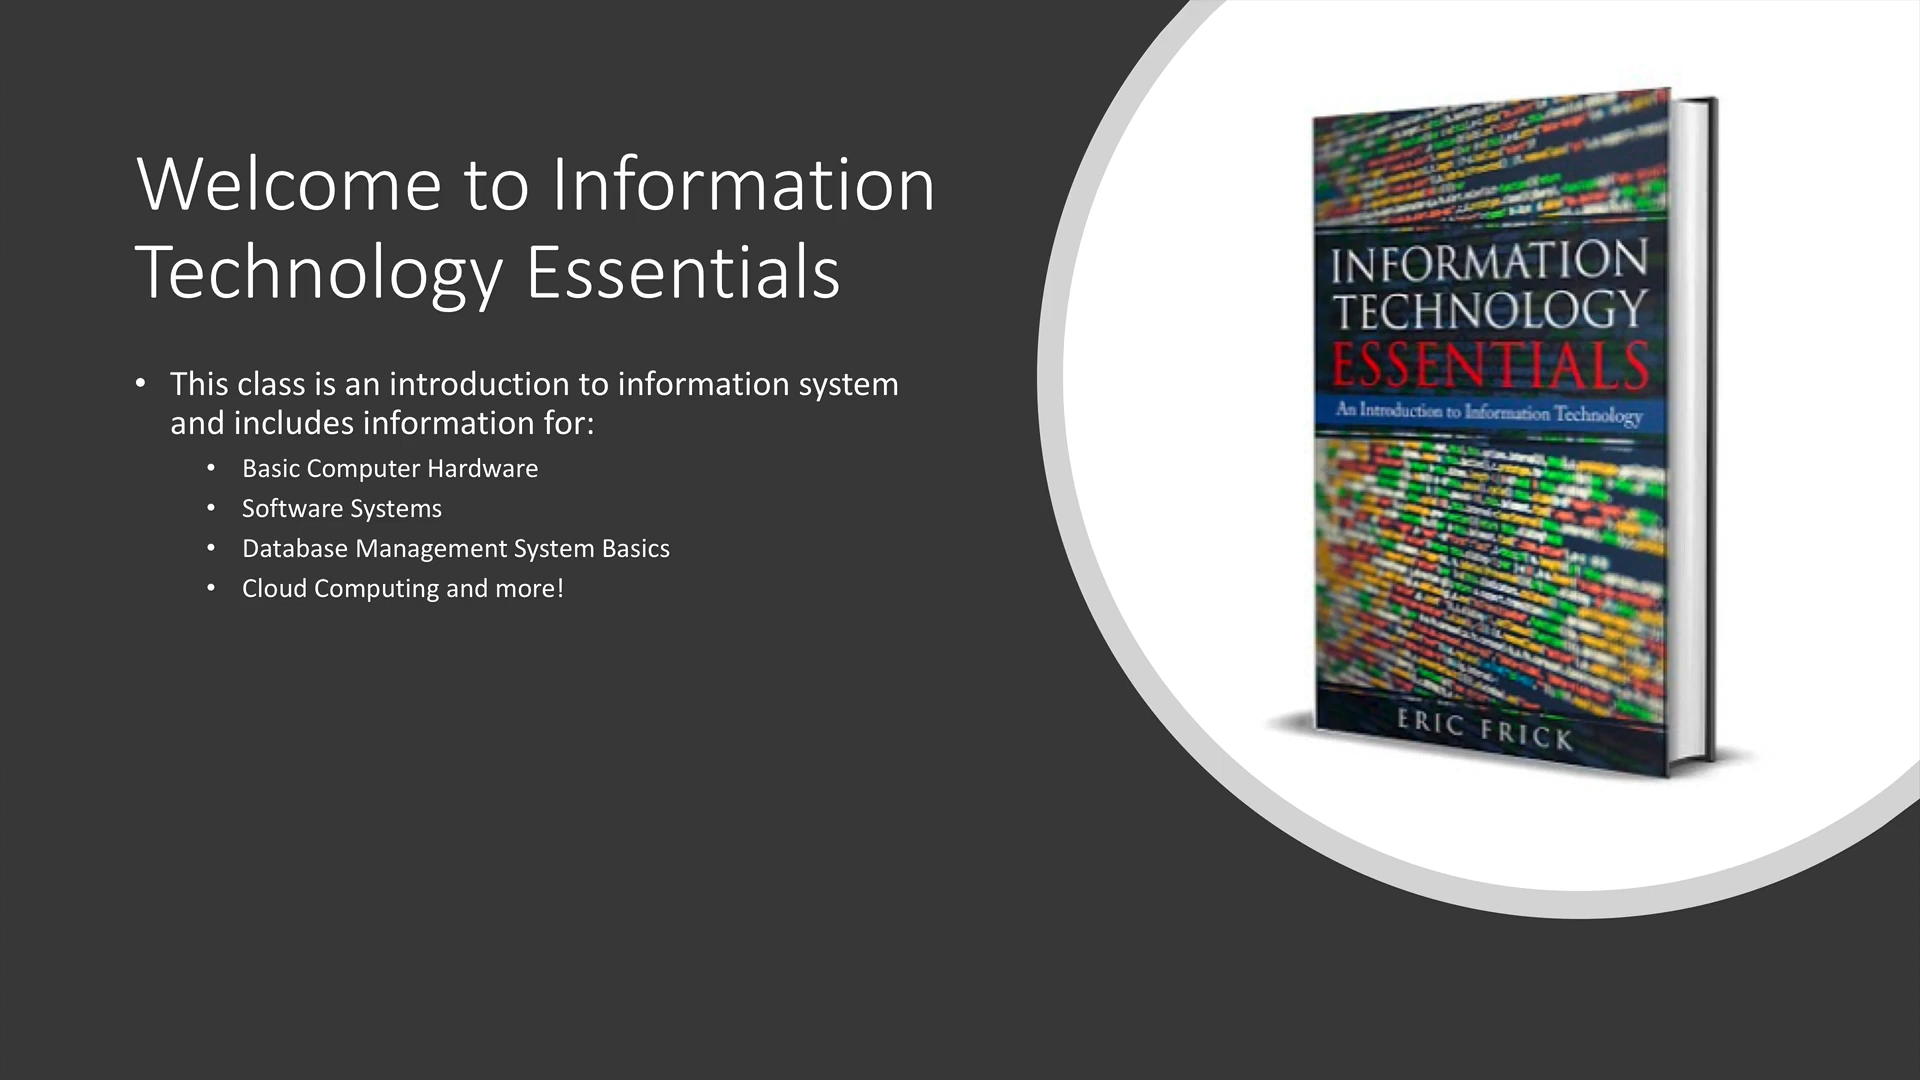 Welcome to Information
Technology Essentials
• This class is an introduction to information system
and includes information for:
• Basic Computer Hardware
• Software Systems
• Database Management System Basics
• Cloud Computing and more!
INFORMATION
TECHNOLOGY
ESSENTIALS
An Introduction to Information Technology
ERIC FRICK